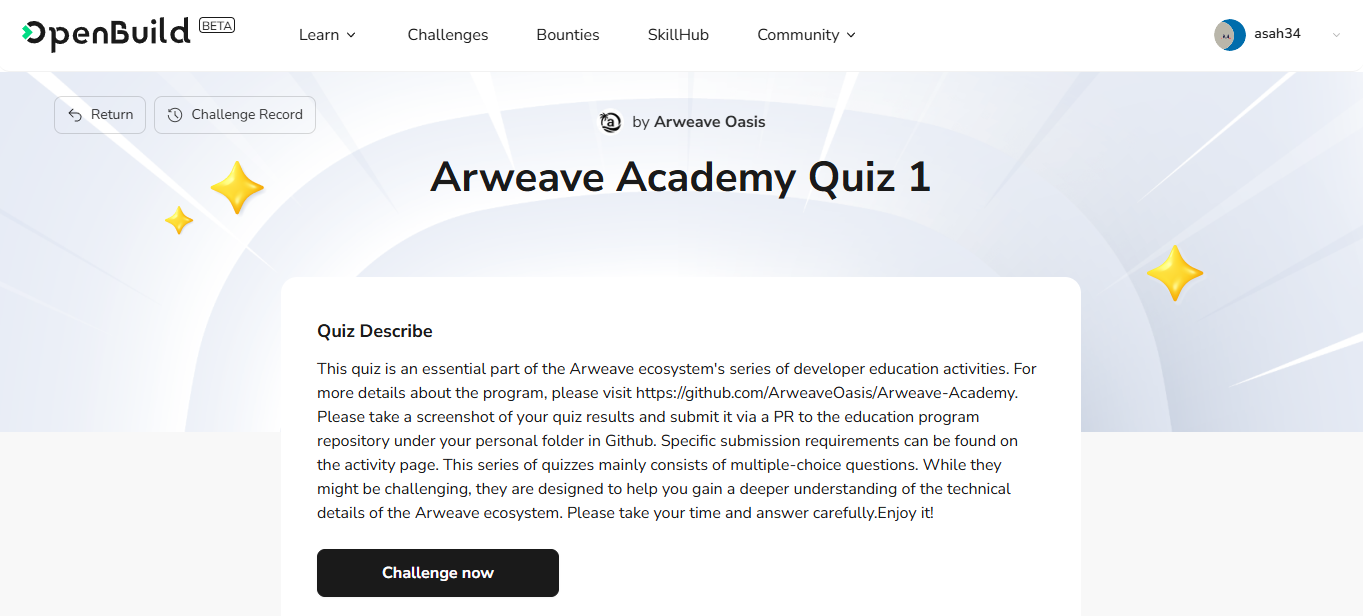 OpenBuild BETA
Learn Challenges Bounties SkillHub Community asah34
Return Challenge Record
by Arweave Oasis
Arweave Academy Quiz 1
Quiz Describe
This quiz is an essential part of the Arweave ecosystem's series of developer education activities. For
more details about the program, please visit https://github.com/ArweaveOasis/Arweave-Academy.
Please take a screenshot of your quiz results and submit it via a PR to the education program
repository under your personal folder in Github. Specific submission requirements can be found on
the activity page. This series of quizzes mainly consists of multiple-choice questions. While they
might be challenging, they are designed to help you gain a deeper understanding of the technical
details of the Arweave ecosystem. Please take your time and answer carefully.Enjoy it!
Challenge now